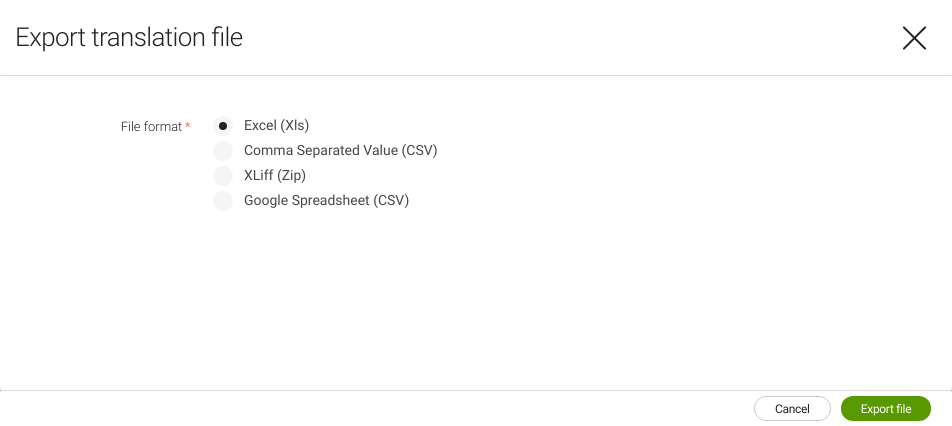 Export translation file
File format *
Excel (Xls)
Comma Separated Value (CSV)
XLiff (Zip)
Google Spreadsheet (CSV)
Cancel
Export file